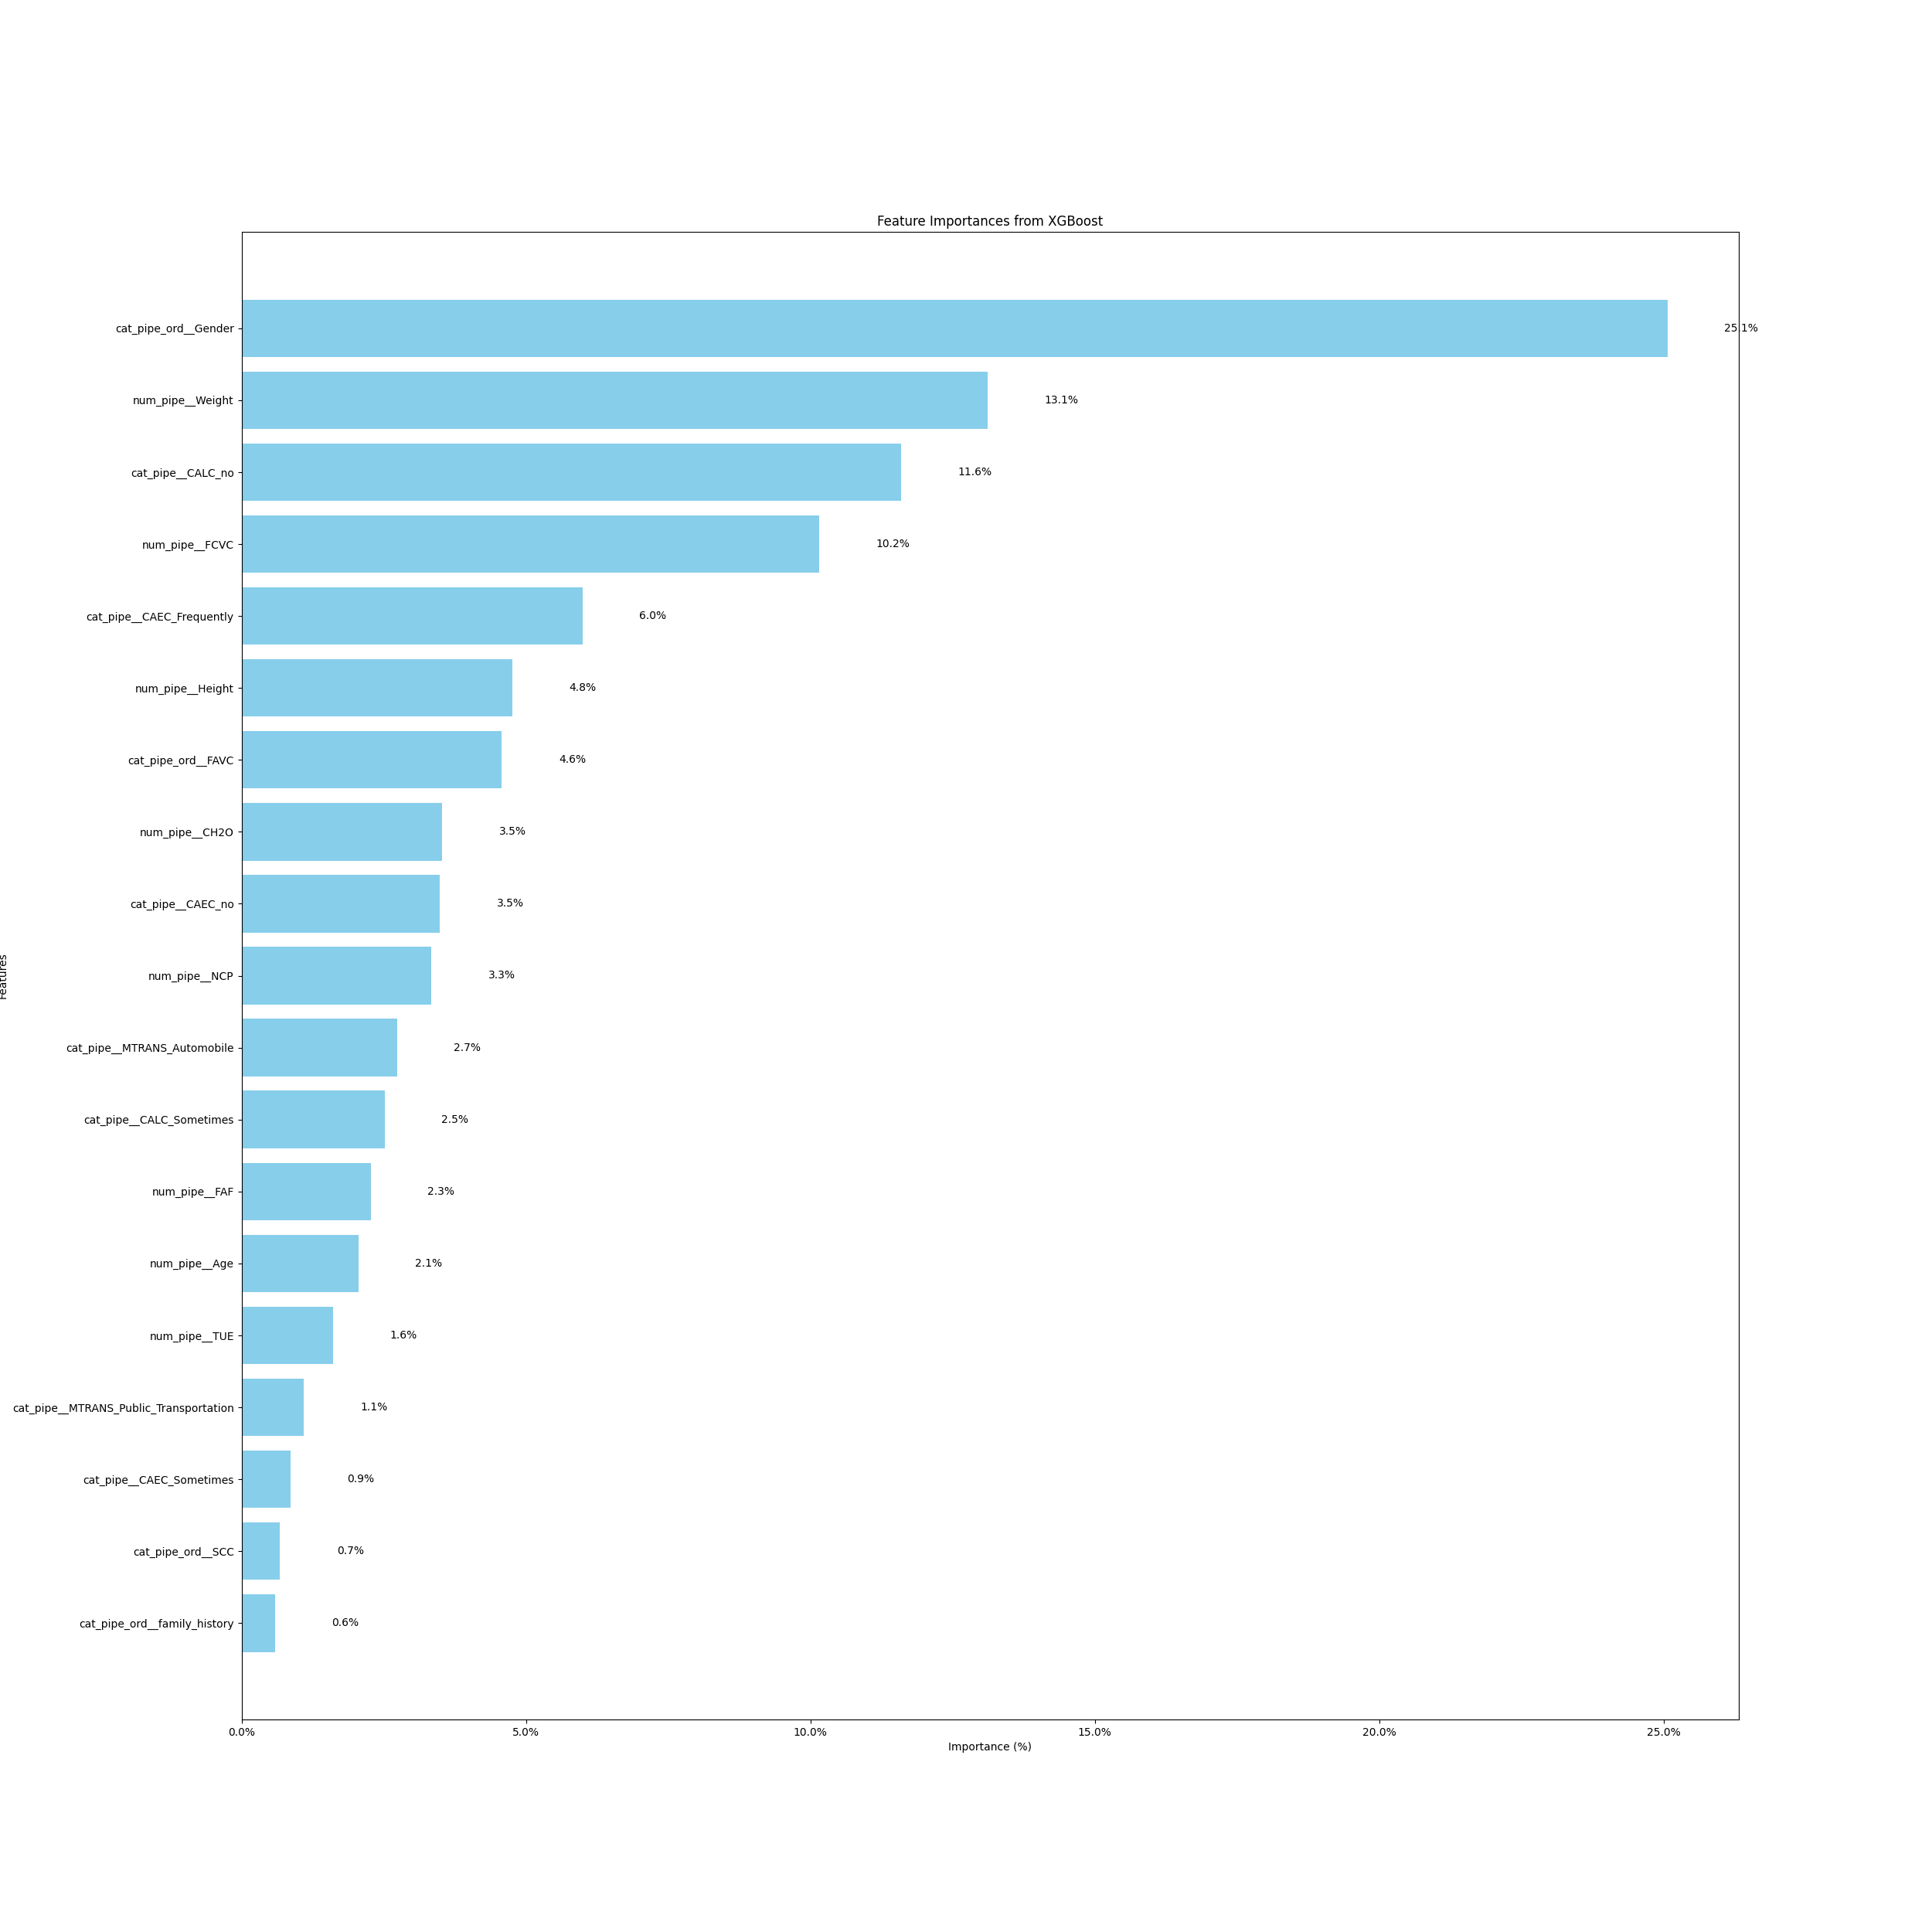 Feature Importances from XGBoost
cat_pipe_ord__Gender 25.1%
num_pipe__Weight 13.1%
cat_pipe__CALC_no 11.6%
num_pipe__FCVC 10.2%
cat_pipe__CAEC_Frequently 6.0%
num_pipe__Height 4.8%
cat_pipe_ord__FAVC 4.6%
num_pipe__CH2O 3.5%
cat_pipe__CAEC_no 3.5%
num_pipe__NCP 3.3%
Features
cat_pipe__MTRANS_Automobile 2.7%
cat_pipe__CALC_Sometimes 2.5%
num_pipe__FAF 2.3%
num_pipe__Age 2.1%
num_pipe__TUE 1.6%
cat_pipe__MTRANS_Public_Transportation 1.1%
cat_pipe__CAEC_Sometimes 0.9%
cat_pipe_ord__SCC 0.7%
cat_pipe_ord__family_history 0.6%
0.0% 5.0% 10.0% 15.0% 20.0% 25.0%
Importance (%)